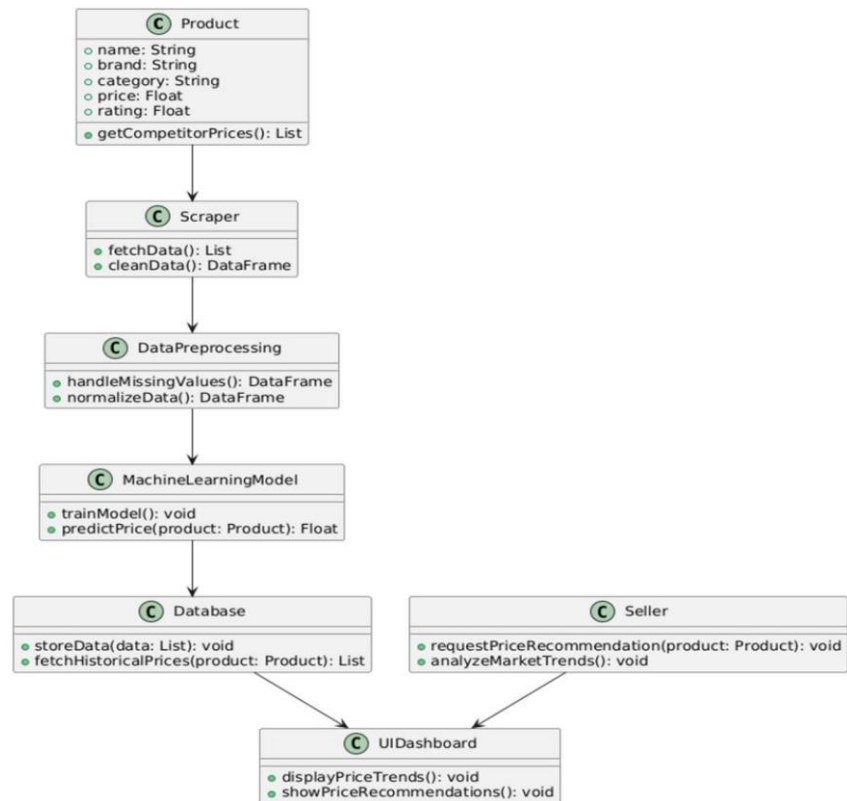 C Product
name: String
brand: String
category: String
price: Float
rating: Float
getCompetitorPrices(): List
C Scraper
fetchData(): List
cleanData(): DataFrame
C DataPreprocessing
handleMissingValues(): DataFrame
normalizeData(): DataFrame
C MachineLearningModel
trainModel(): void
predictPrice(product: Product): Float
C Database
storeData(data: List): void
fetchHistoricalPrices(product: Product): List
C Seller
requestPriceRecommendation(product: Product): void
analyzeMarketTrends(): void
C UIDashboard
displayPriceTrends(): void
showPriceRecommendations(): void